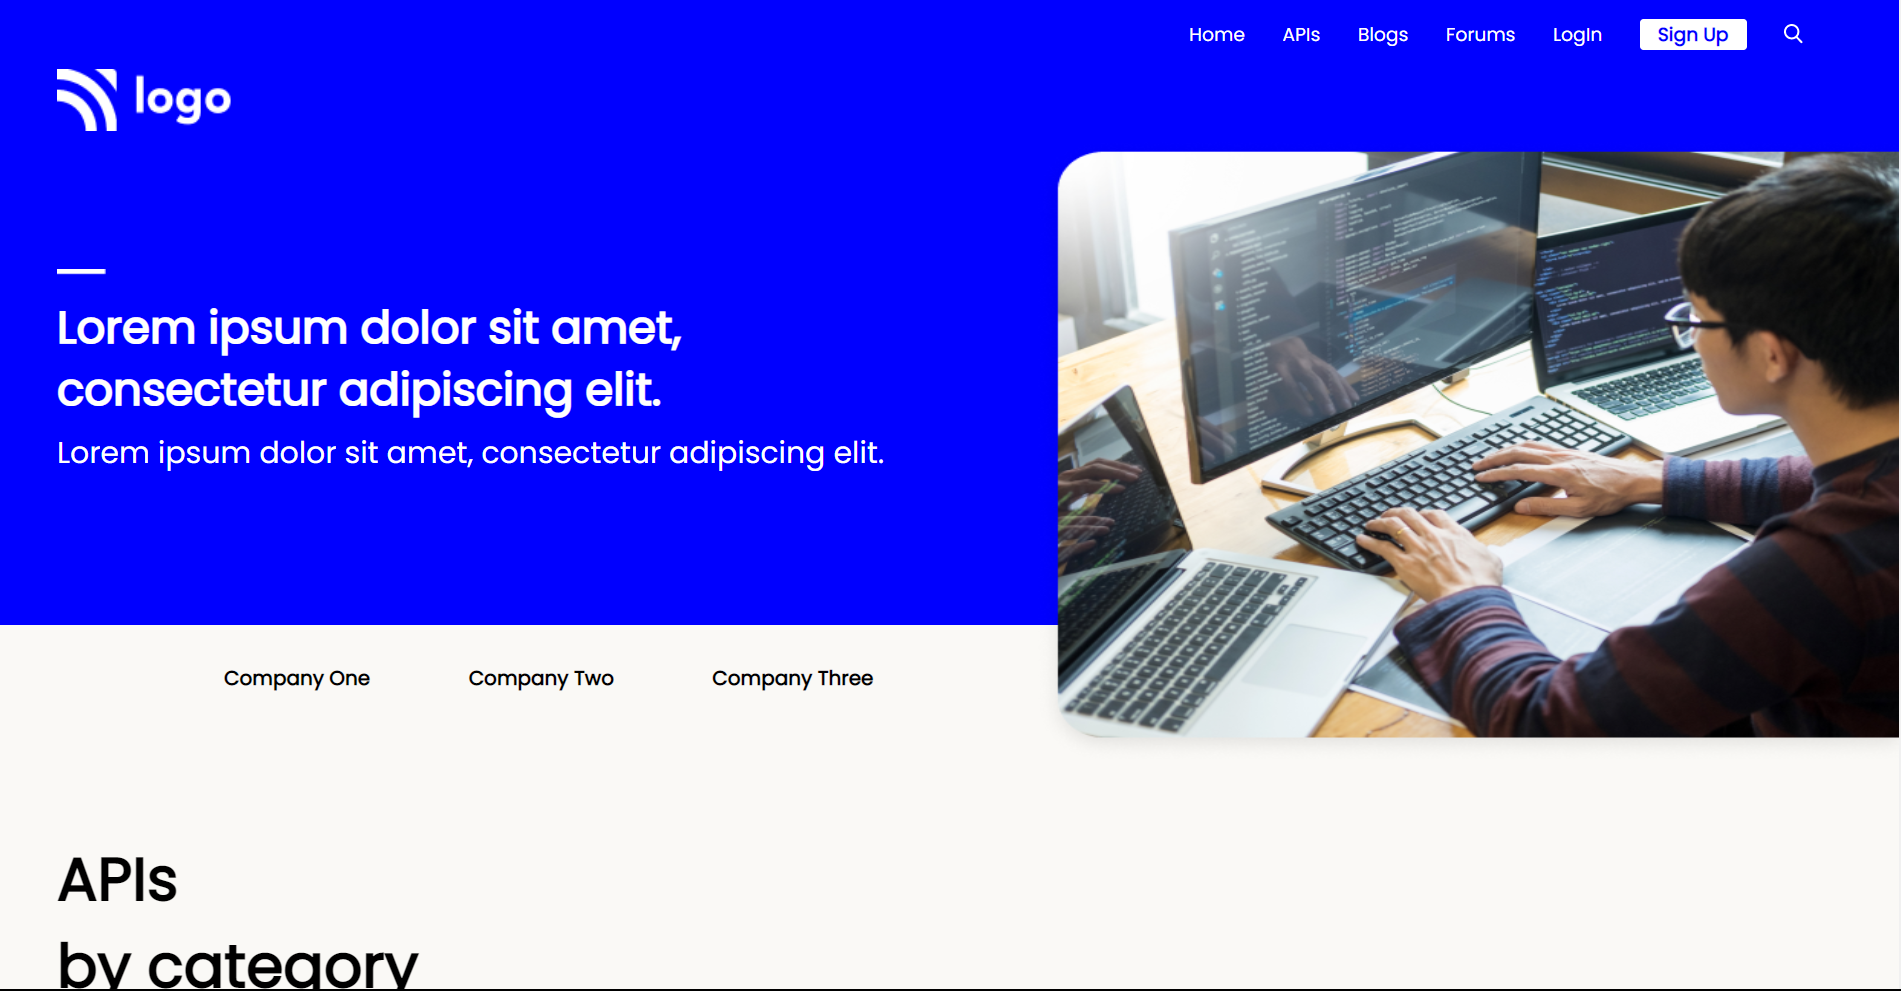 Home APIs Blogs Forums LogIn Sign Up
logo
Lorem ipsum dolor sit amet,
consectetur adipiscing elit.
Lorem ipsum dolor sit amet, consectetur adipiscing elit.
Company One Company Two Company Three
APIs
by category